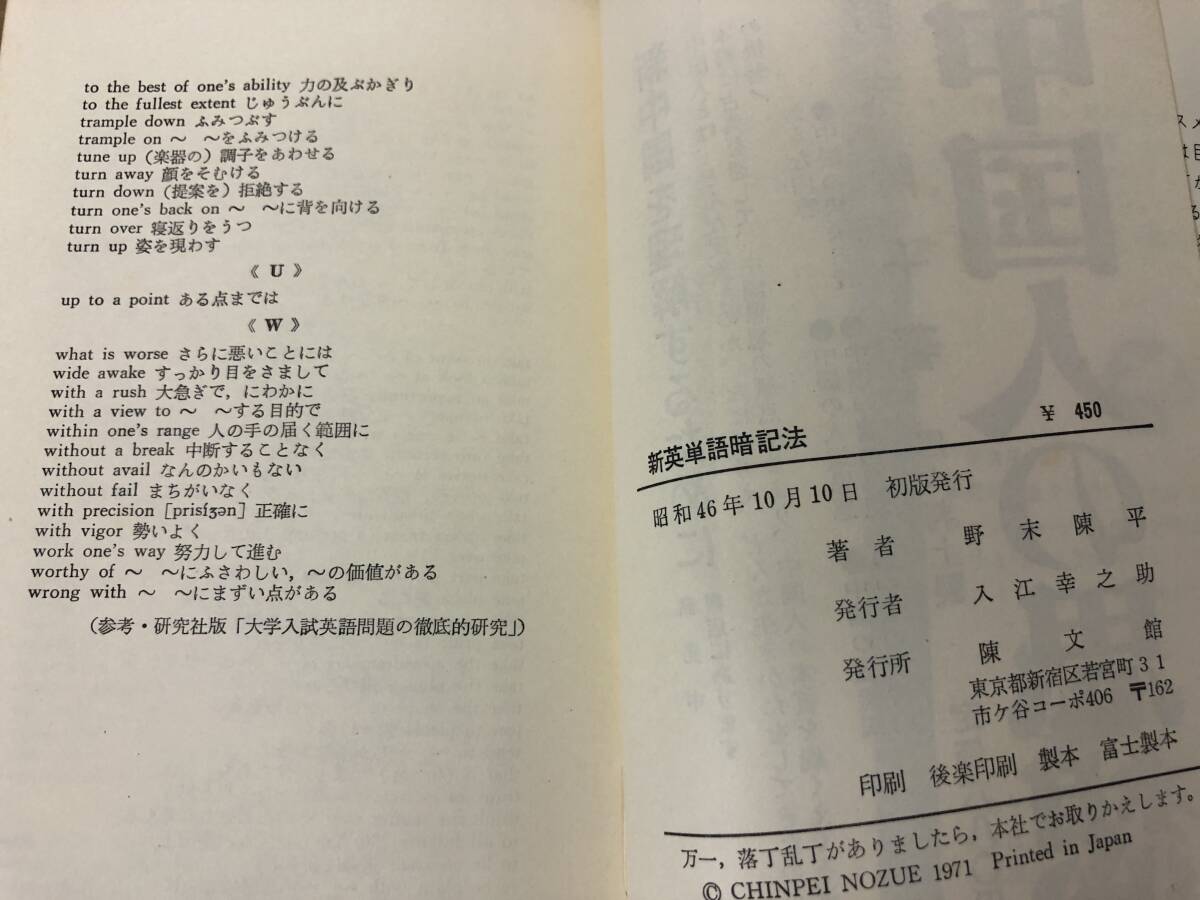 to the best of one's ability 力の及ぶかぎり
to the fullest extent じゅうぶんに
trample down ふみつぶす
trample on ～ ～をふみつける
tune up (楽器の) 調子をあわせる
turn away 顔をそむける
turn down (提案を) 拒絶する
turn one's back on ～ ～に背を向ける
turn over 寝返りをうつ
turn up 姿を現わす
《 U 》
up to a point ある点までは
《 W 》
what is worse さらに悪いことには
wide awake すっかり目をさまして
with a rush 大急ぎで，にわかに
with a view to ～ ～する目的で
within one's range 人の手の届く範囲に
without a break 中断することなく
without avail なんのかいもない
without fail まちがいなく
with precision [prisíʒən] 正確に
with vigor 勢いよく
work one's way 努力して進む
worthy of ～ ～にふさわしい，～の価値がある
wrong with ～ ～にまずい点がある
(参考・研究社版「大学入試英語問題の徹底的研究」)
¥ 450
新英単語暗記法
昭和46年10月10日 初版発行
著者 野末陳平
発行者 入江幸之助
発行所 陳文館
東京都新宿区若宮町31
市ケ谷コーポ406 〒162
印刷 後楽印刷 製本 富士製本
万一，落丁乱丁がありましたら，本社でお取りかえします。
© CHINPEI NOZUE 1971 Printed in Japan